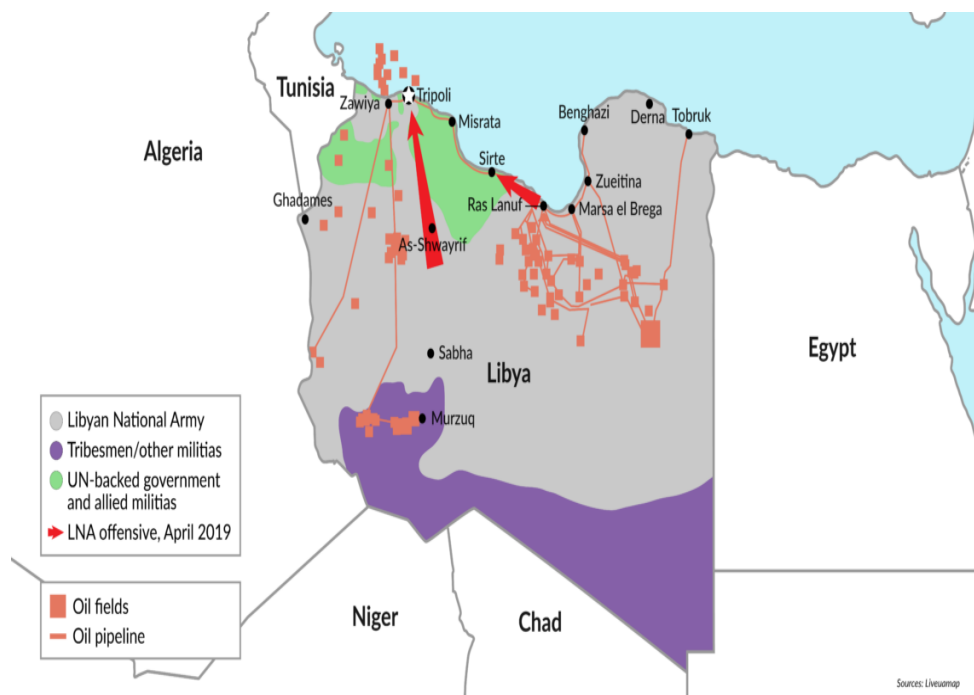 Tunisia
Tripoli
Zawiya
Misrata
Benghazi
Derna
Tobruk
Algeria
Sirte
Zueitina
Ghadames
Ras Lanuf
Marsa el Brega
As-Shwayrif
Egypt
Sabha
Libya
Murzuq
Libyan National Army
Tribesmen/other militias
UN-backed government
and allied militias
LNA offensive, April 2019
Oil fields
Oil pipeline
Niger
Chad
Sources: Liveuamap